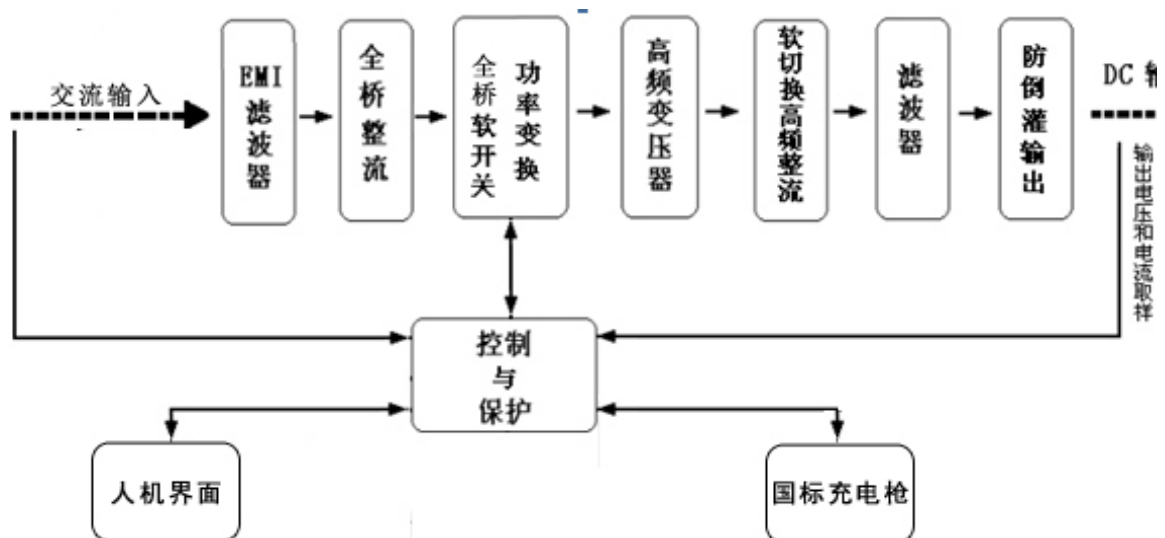 交流输入
EMI
滤波器
全桥整流
全桥软开关
功率变换
高频变压器
软切换高频整流
滤波器
防倒灌输出
DC 输
输出电压和电流取样
控制
与
保护
人机界面
国标充电枪